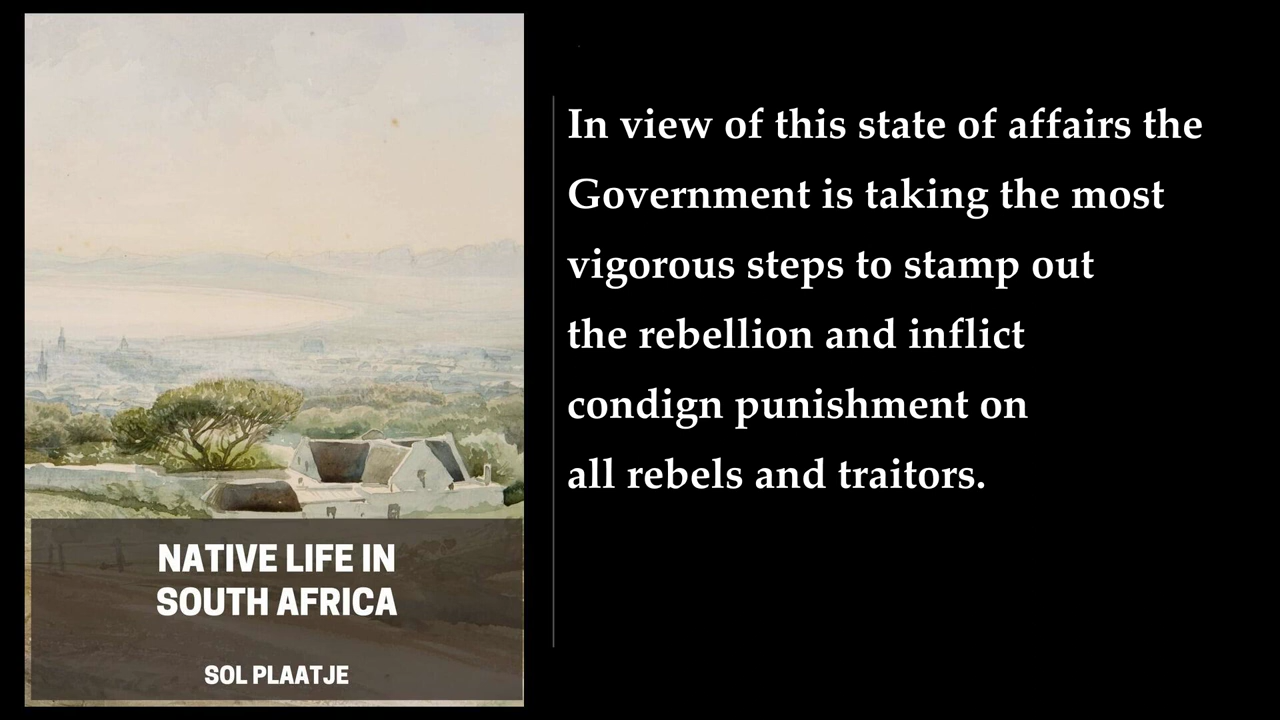 NATIVE LIFE IN
SOUTH AFRICA
SOL PLAATJE
In view of this state of affairs the
Government is taking the most
vigorous steps to stamp out
the rebellion and inflict
condign punishment on
all rebels and traitors.